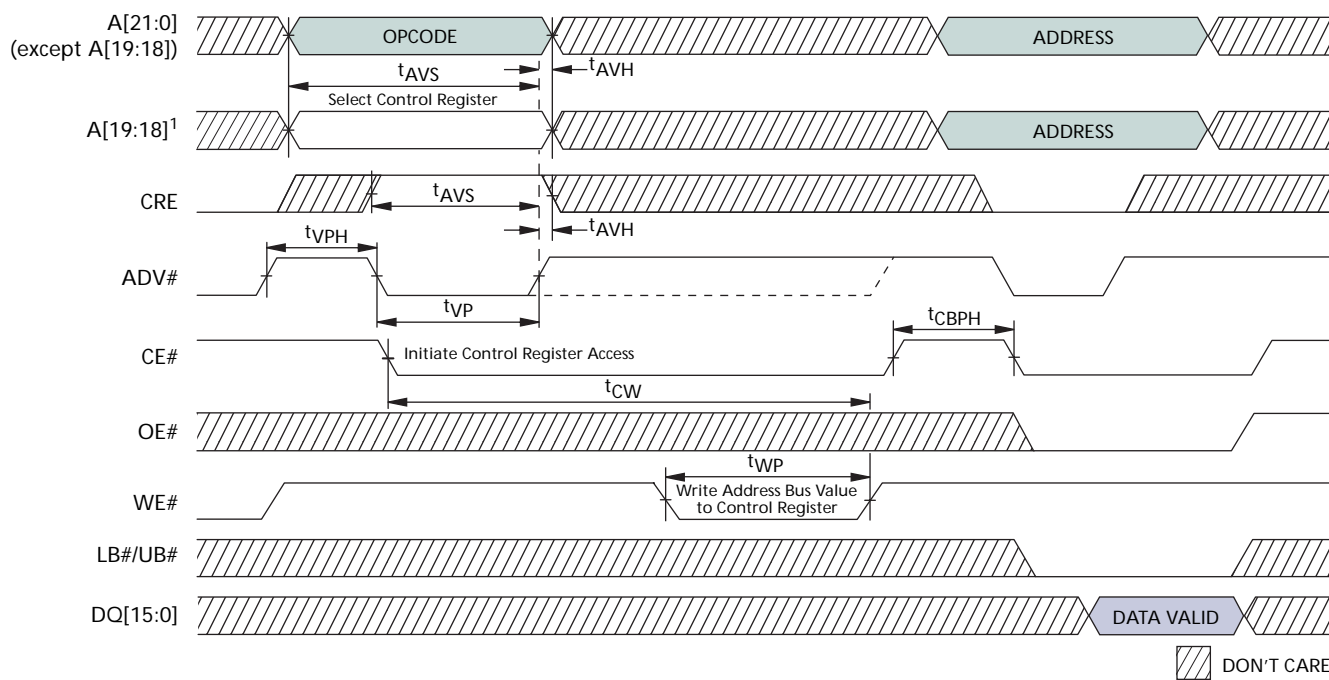 A[21:0]
(except A[19:18])
OPCODE
ADDRESS
tAVS
tAVH
Select Control Register
A[19:18]1
ADDRESS
CRE
tAVS
tAVH
tVPH
ADV#
tVP
tCBPH
CE#
Initiate Control Register Access
tCW
OE#
tWP
WE#
Write Address Bus Value
to Control Register
LB#/UB#
DQ[15:0]
DATA VALID
DON'T CARE